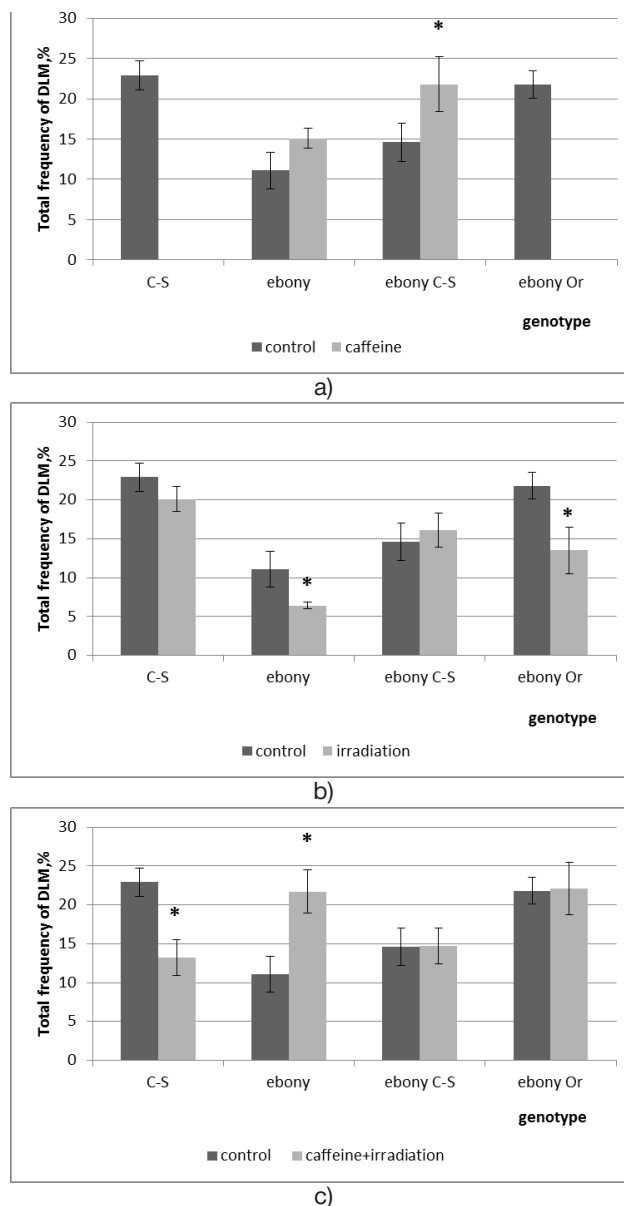 Total frequency of DLM,%
30
25
20
15
10
5
0
*
C-S ebony ebony C-S ebony Or
genotype
control caffeine
a)
Total frequency of DLM,%
30
25
20
15
10
5
0
* *
C-S ebony ebony C-S ebony Or
genotype
control irradiation
b)
Total frequency of DLM,%
30
25
20
15
10
5
0
* *
C-S ebony ebony C-S ebony Or
genotype
control caffeine+irradiation
c)